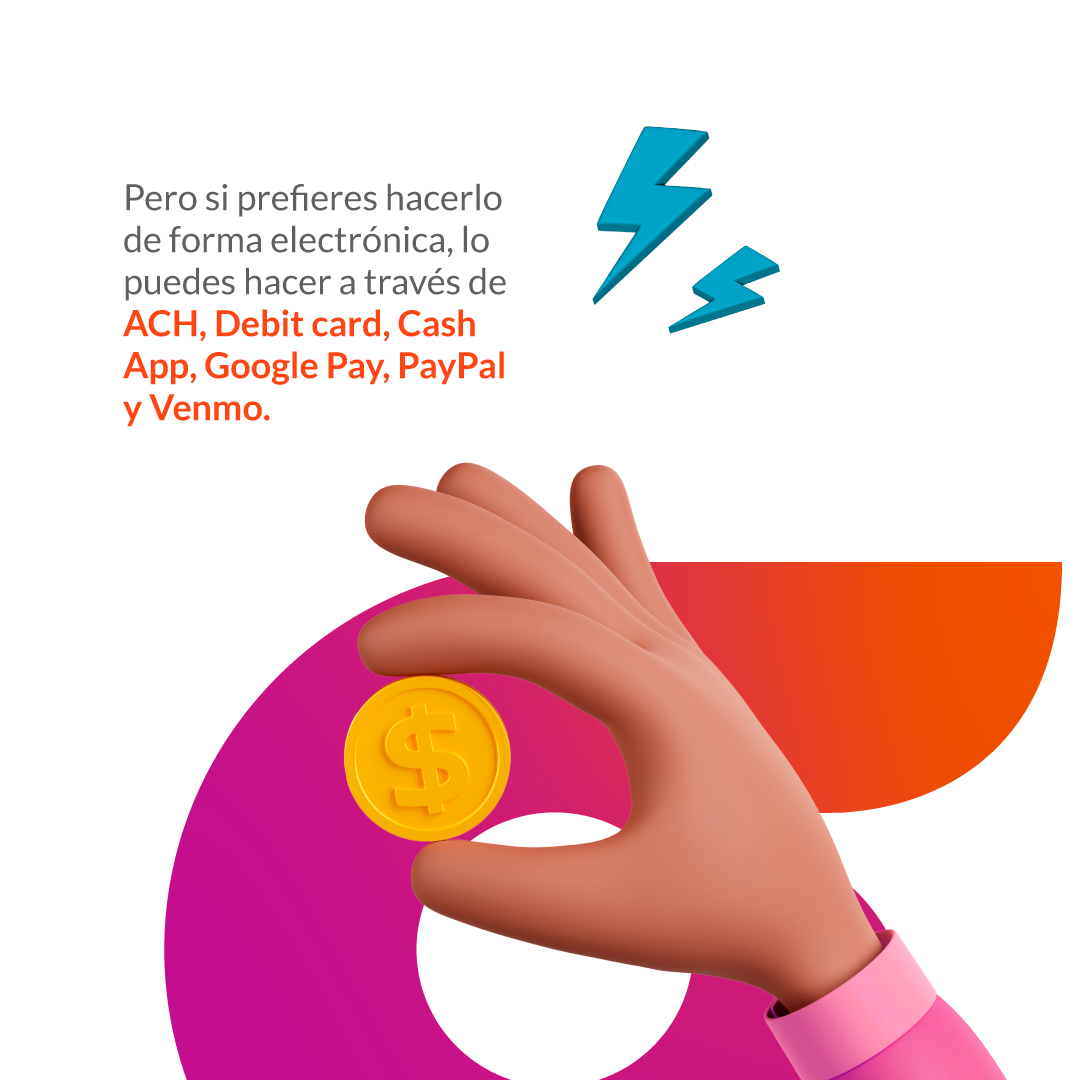 Pero si prefieres hacerlo
de forma electrónica, lo
puedes hacer a través de
ACH, Debit card, Cash
App, Google Pay, PayPal
y Venmo.
$